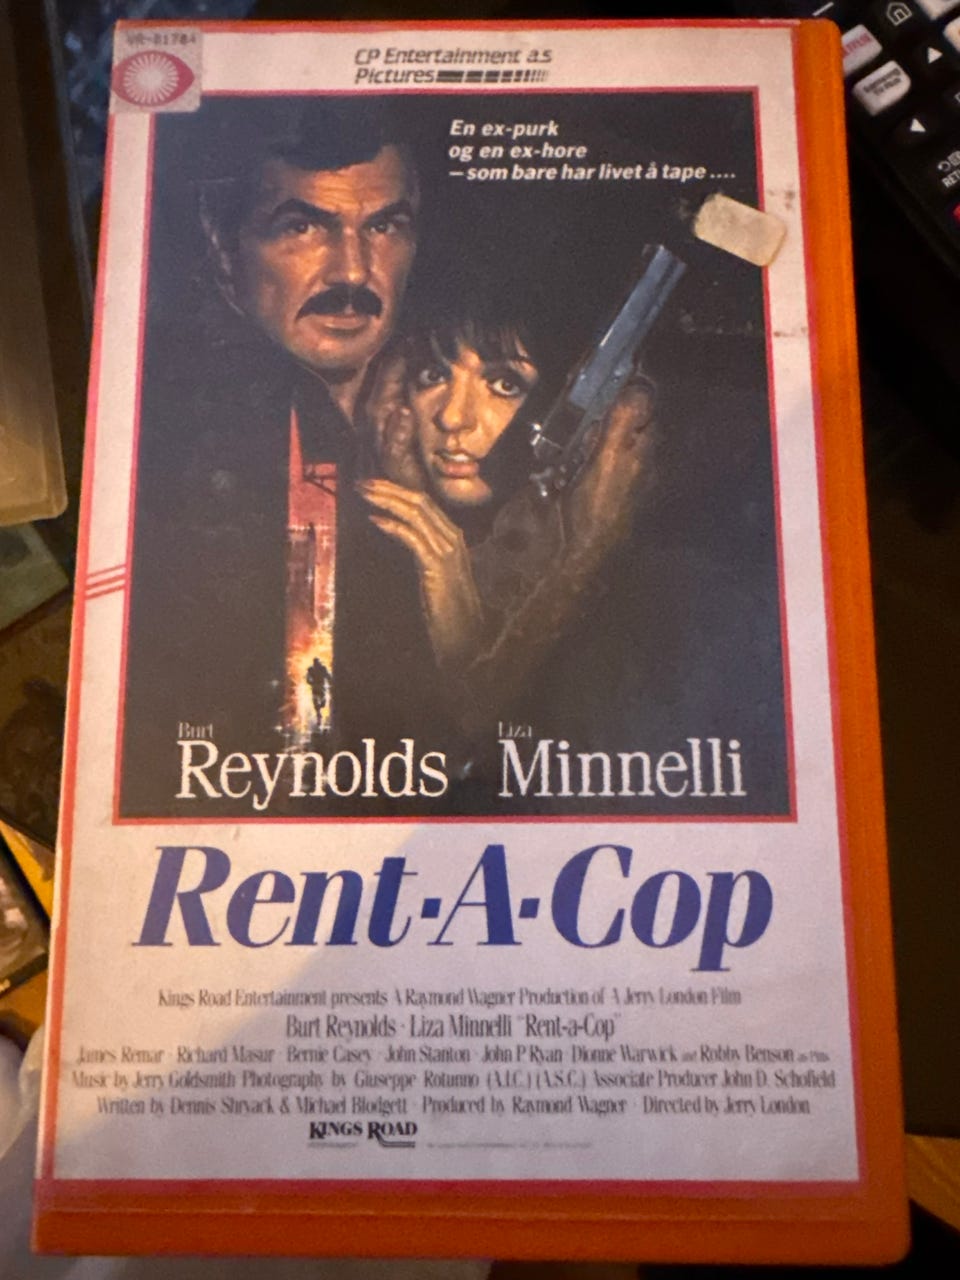 VR-81784
CP Entertainment a.s
Pictures
En ex-purk
og en ex-hore
– som bare har livet å tape ....
Burt Liza
Reynolds Minnelli
Rent·A·Cop
Kings Road Entertainment presents A Raymond Wagner Production of A Jerry London Film
Burt Reynolds · Liza Minnelli "Rent-a-Cop"
James Remar · Richard Masur · Bernie Casey · John Stanton · John P Ryan · Dionne Warwick and Robby Benson as Pitts
Music by Jerry Goldsmith Photography by Giuseppe Rotunno (A.I.C.) (A.S.C.) Associate Producer John D. Schofield
Written by Dennis Shryack & Michael Blodgett · Produced by Raymond Wagner · Directed by Jerry London
KINGS ROAD